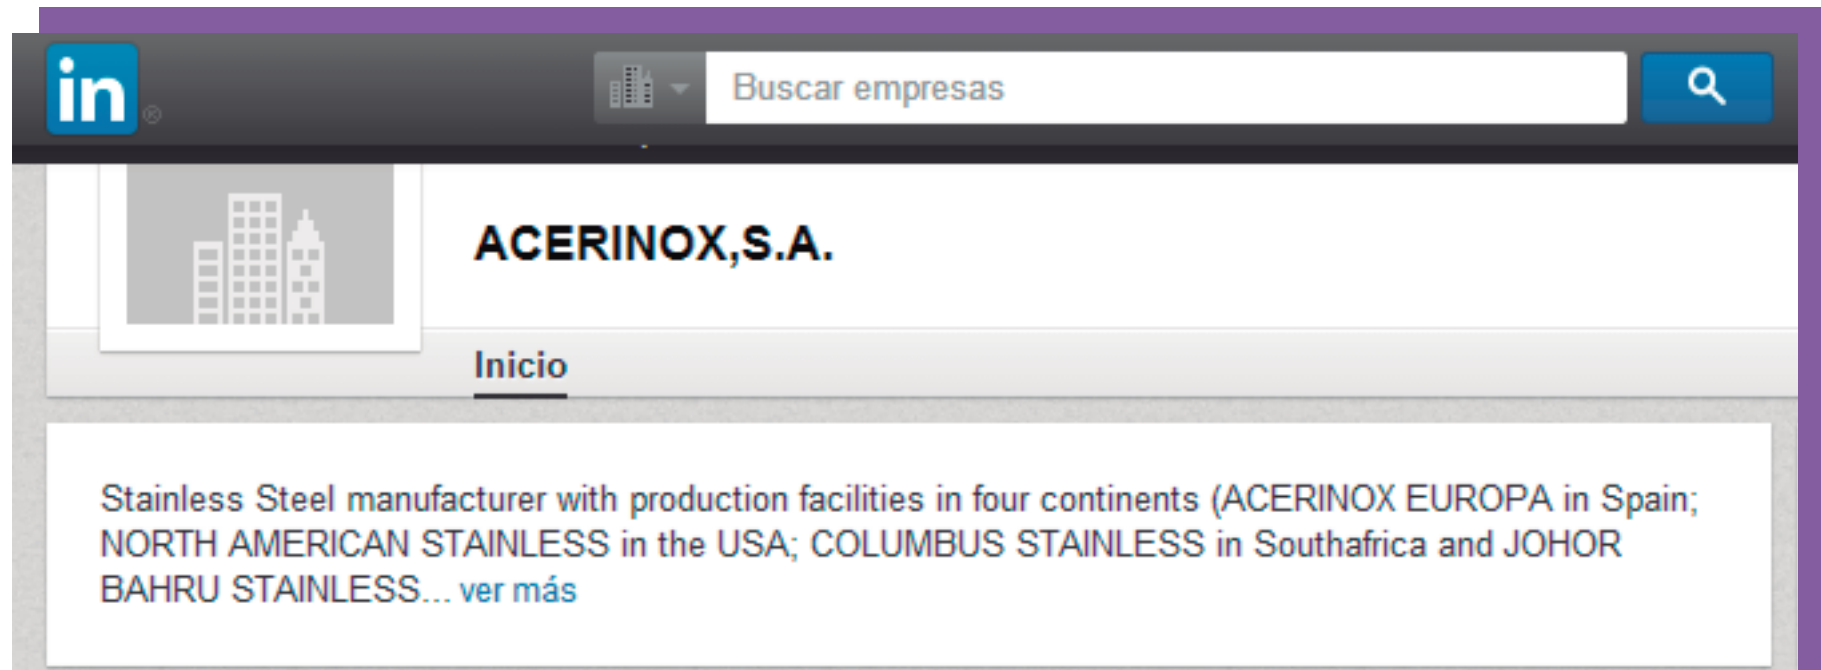 in ®
Buscar empresas
ACERINOX,S.A.
Inicio
Stainless Steel manufacturer with production facilities in four continents (ACERINOX EUROPA in Spain;
NORTH AMERICAN STAINLESS in the USA; COLUMBUS STAINLESS in Southafrica and JOHOR
BAHRU STAINLESS... ver más